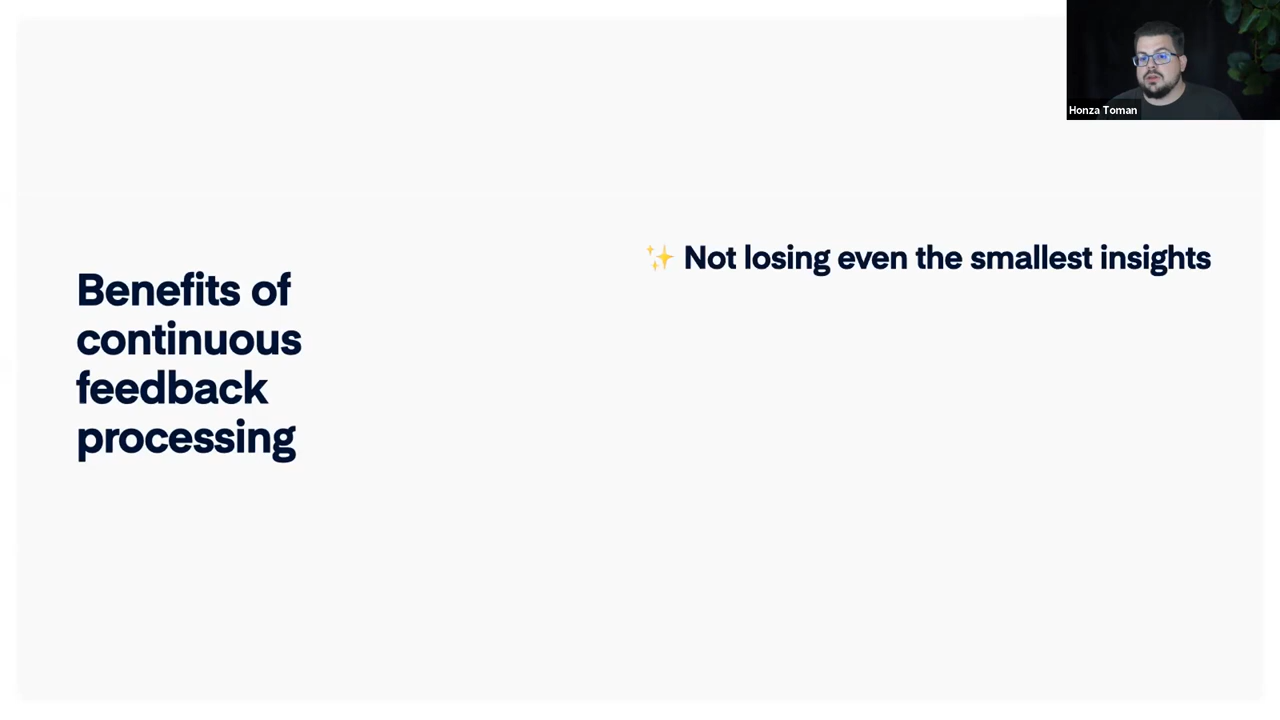 Honza Toman
Benefits of
continuous
feedback
processing
✨ Not losing even the smallest insights